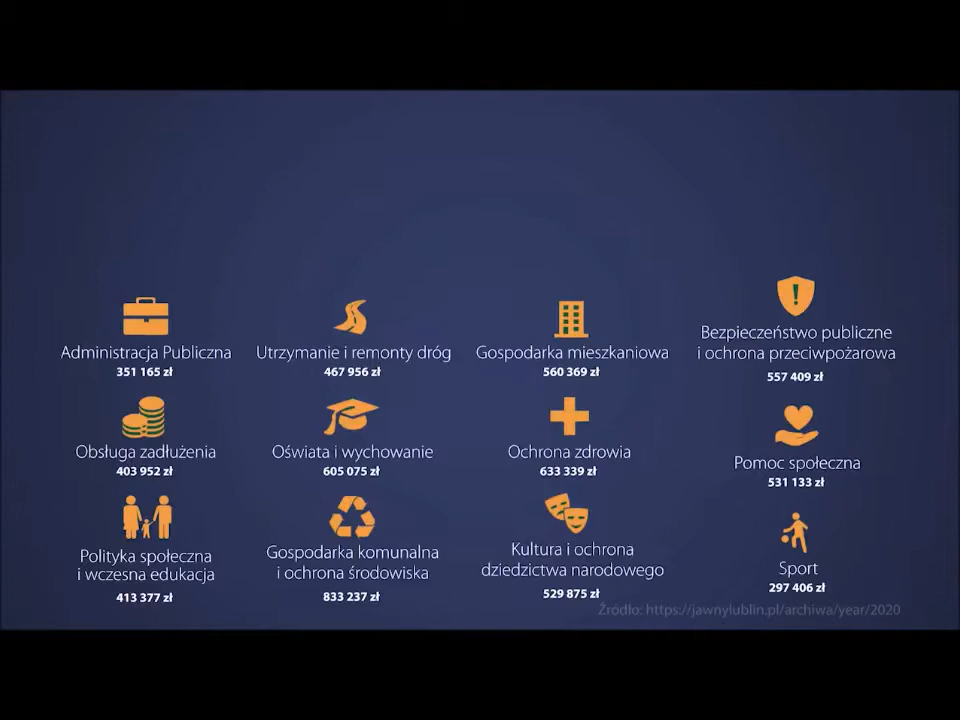 Administracja Publiczna
351 165 zł
Utrzymanie i remonty dróg
467 956 zł
Gospodarka mieszkaniowa
560 369 zł
Bezpieczeństwo publiczne
i ochrona przeciwpożarowa
557 409 zł
Obsługa zadłużenia
403 952 zł
Oświata i wychowanie
605 075 zł
Ochrona zdrowia
633 339 zł
Pomoc społeczna
531 133 zł
Polityka społeczna
i wczesna edukacja
413 377 zł
Gospodarka komunalna
i ochrona środowiska
833 237 zł
Kultura i ochrona
dziedzictwa narodowego
529 875 zł
Sport
297 406 zł
Źródło: https://jawnylublin.pl/archiwa/year/2020